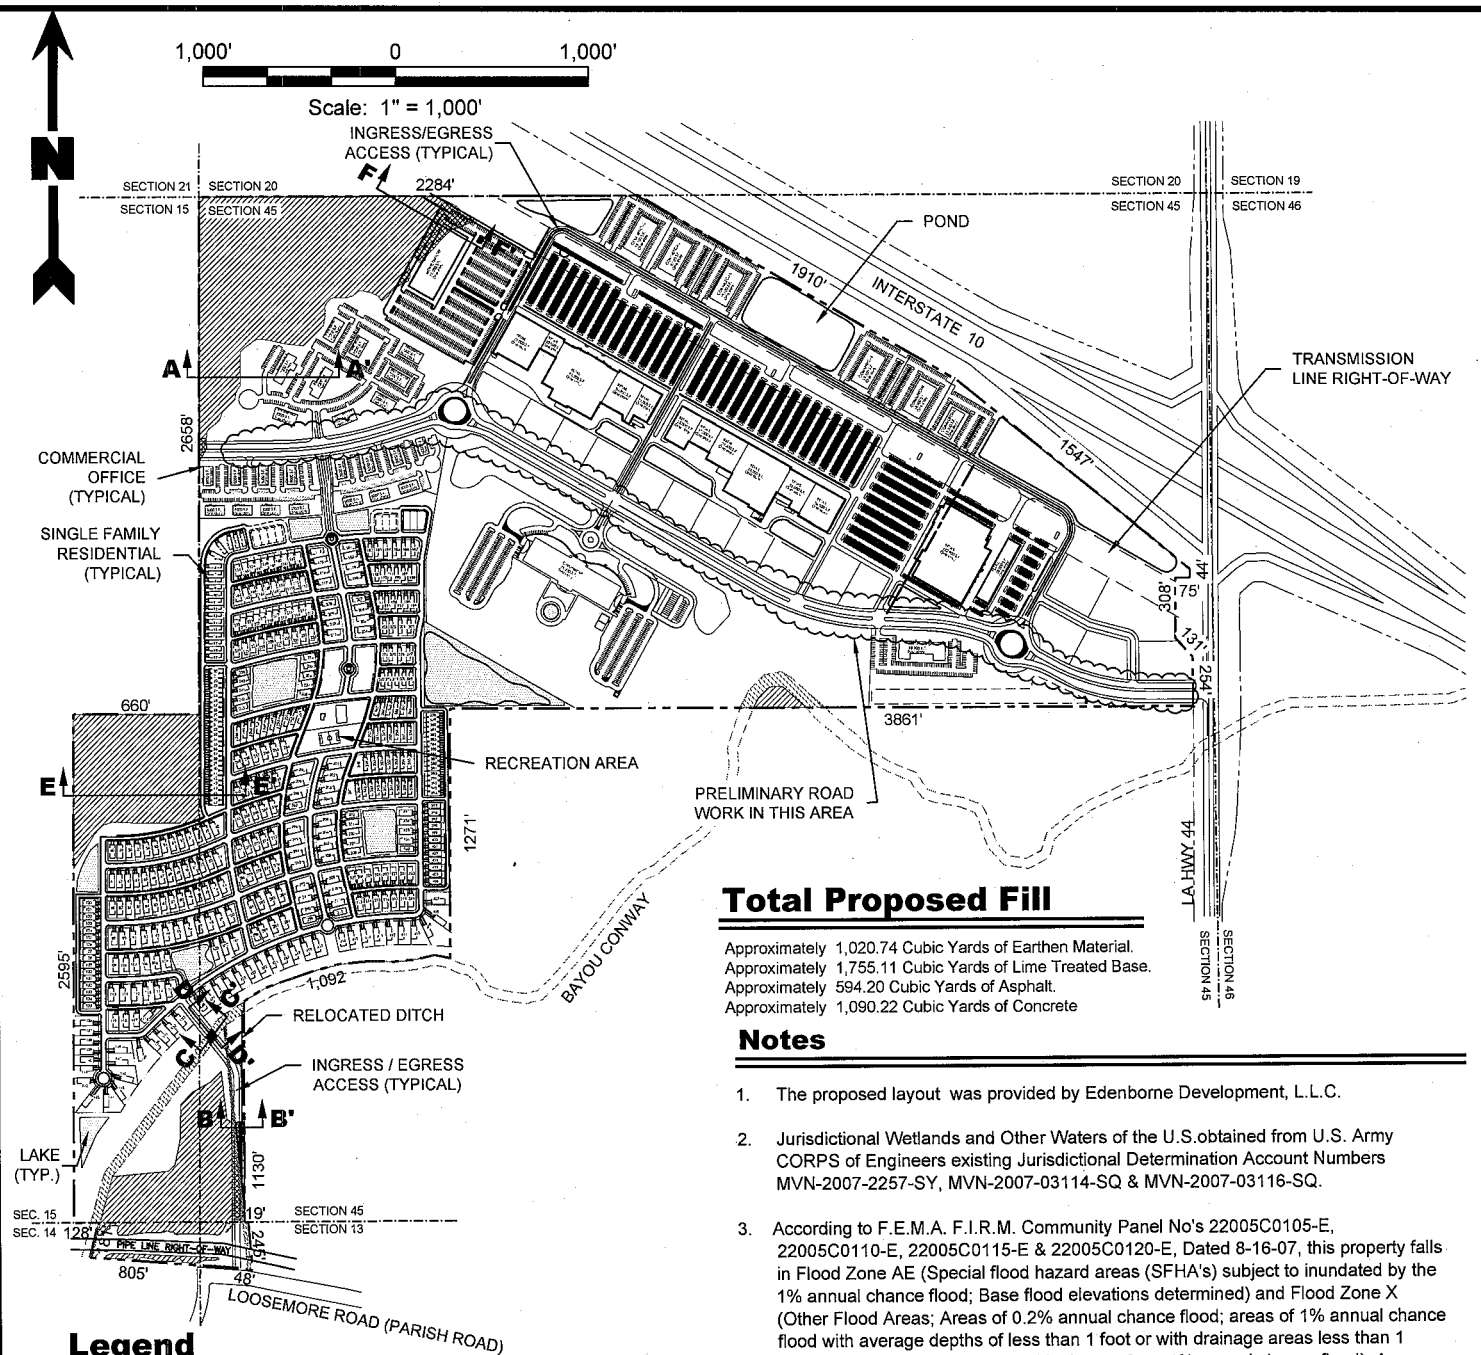 1,000' 0 1,000'
Scale: 1" = 1,000'
N
INGRESS/EGRESS
ACCESS (TYPICAL)
F
2284'
SECTION 21 SECTION 20
SECTION 15 SECTION 45
SECTION 20 SECTION 19
SECTION 45 SECTION 46
POND
F'
1910'
INTERSTATE 10
TRANSMISSION
LINE RIGHT-OF-WAY
A A'
2658'
1547'
COMMERCIAL
OFFICE
(TYPICAL)
SINGLE FAMILY
RESIDENTIAL
(TYPICAL)
44'
75'
308'
131'
254'
660'
3861'
RECREATION AREA
E E'
PRELIMINARY ROAD
WORK IN THIS AREA
1271'
LA HWY 44
BAYOU CONWAY
SECTION 45
SECTION 46
Total Proposed Fill
Approximately 1,020.74 Cubic Yards of Earthen Material.
Approximately 1,755.11 Cubic Yards of Lime Treated Base.
Approximately 594.20 Cubic Yards of Asphalt.
Approximately 1,090.22 Cubic Yards of Concrete
2595'
1,092
D C'
RELOCATED DITCH
C D'
INGRESS / EGRESS
ACCESS (TYPICAL)
B B'
LAKE
(TYP.)
1130'
SEC. 15 19' SECTION 45
SEC. 14 128' SECTION 13
PIPE LINE RIGHT-OF-WAY
245'
805'
48'
LOOSEMORE ROAD (PARISH ROAD)
Legend
Notes
1. The proposed layout was provided by Edenborne Development, L.L.C.
2. Jurisdictional Wetlands and Other Waters of the U.S.obtained from U.S. Army
CORPS of Engineers existing Jurisdictional Determination Account Numbers
MVN-2007-2257-SY, MVN-2007-03114-SQ & MVN-2007-03116-SQ.
3. According to F.E.M.A. F.I.R.M. Community Panel No's 22005C0105-E,
22005C0110-E, 22005C0115-E & 22005C0120-E, Dated 8-16-07, this property falls
in Flood Zone AE (Special flood hazard areas (SFHA's) subject to inundated by the
1% annual chance flood; Base flood elevations determined) and Flood Zone X
(Other Flood Areas; Areas of 0.2% annual chance flood; areas of 1% annual chance
flood with average depths of less than 1 foot or with drainage areas less than 1